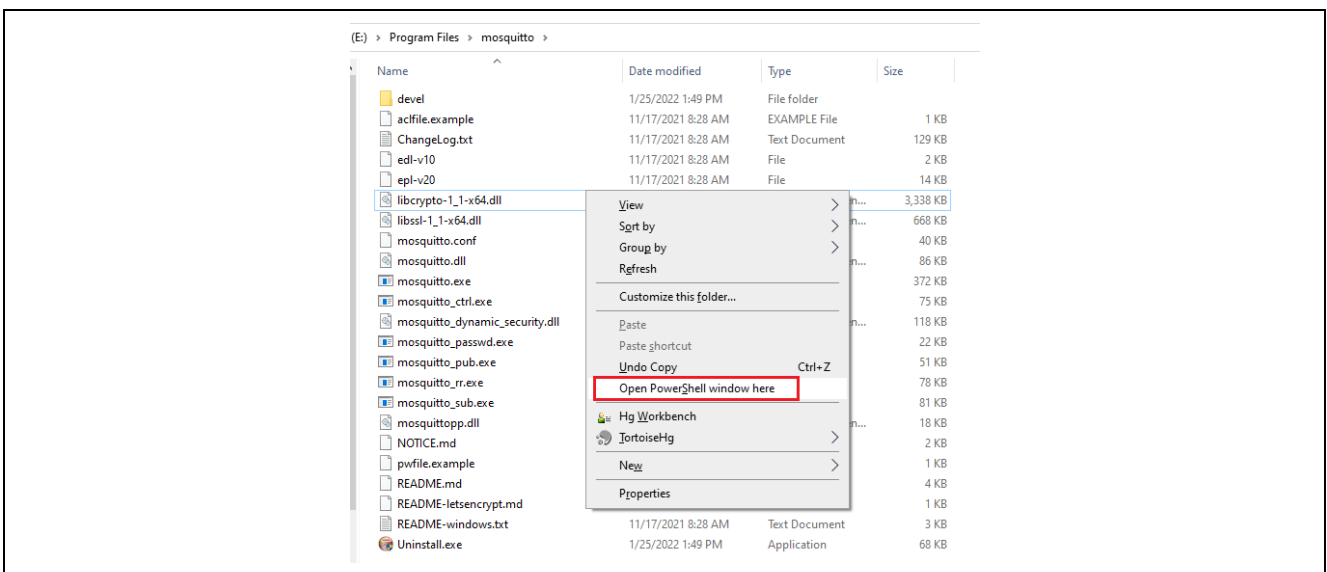 (E:) > Program Files > mosquitto >
Name Date modified Type Size
devel 1/25/2022 1:49 PM File folder
aclfile.example 11/17/2021 8:28 AM EXAMPLE File 1 KB
ChangeLog.txt 11/17/2021 8:28 AM Text Document 129 KB
edl-v10 11/17/2021 8:28 AM File 2 KB
epl-v20 11/17/2021 8:28 AM File 14 KB
libcrypto-1_1-x64.dll 3,338 KB
libssl-1_1-x64.dll 668 KB
mosquitto.conf 40 KB
mosquitto.dll 86 KB
mosquitto.exe 372 KB
mosquitto_ctrl.exe 75 KB
mosquitto_dynamic_security.dll 118 KB
mosquitto_passwd.exe 22 KB
mosquitto_pub.exe 51 KB
mosquitto_rr.exe 78 KB
mosquitto_sub.exe 81 KB
mosquittopp.dll 18 KB
NOTICE.md 2 KB
pwfile.example 1 KB
README.md 4 KB
README-letsencrypt.md 1 KB
README-windows.txt 11/17/2021 8:28 AM Text Document 3 KB
Uninstall.exe 1/25/2022 1:49 PM Application 68 KB
View
Sort by
Group by
Refresh
Customize this folder...
Paste
Paste shortcut
Undo Copy Ctrl+Z
Open PowerShell window here
Hg Workbench
TortoiseHg
New
Properties